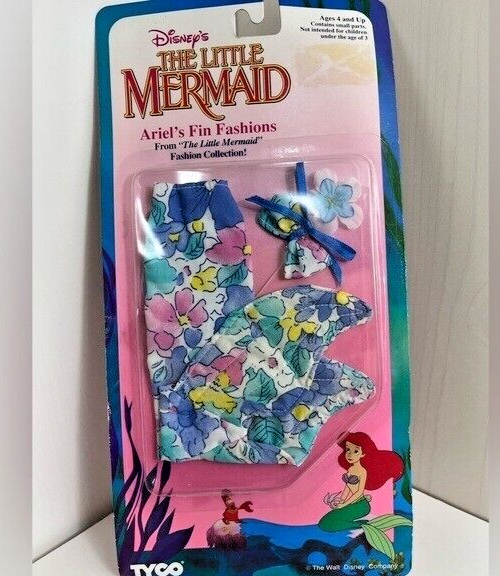 Disney's
THE LITTLE
MERMAID
Ages 4 and Up
Contains small parts.
Not intended for children
under the age of 3
Ariel's Fin Fashions
From "The Little Mermaid"
Fashion Collection!
TYCO
© The Walt Disney Company